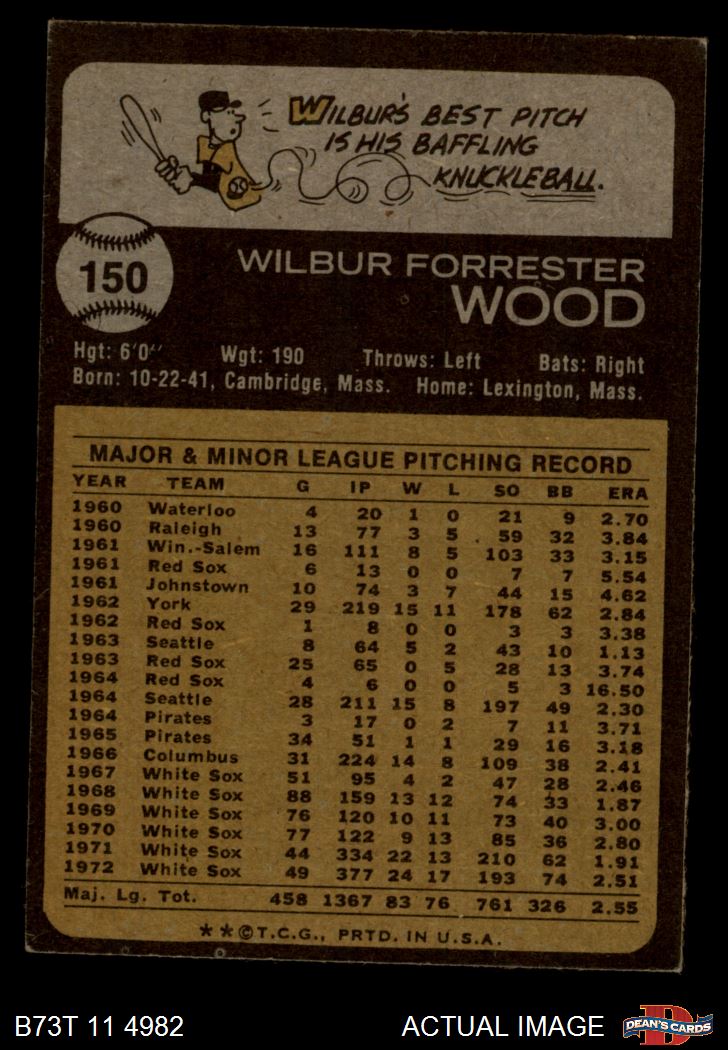 WILBUR'S BEST PITCH
IS HIS BAFFLING
KNUCKLEBALL.
150
WILBUR FORRESTER
WOOD
Hgt: 6'0" Wgt: 190 Throws: Left Bats: Right
Born: 10-22-41, Cambridge, Mass. Home: Lexington, Mass.
MAJOR & MINOR LEAGUE PITCHING RECORD
YEAR TEAM G IP W L SO BB ERA
1960 Waterloo 4 20 1 0 21 9 2.70
1960 Raleigh 13 77 3 5 59 32 3.84
1961 Win.-Salem 16 111 8 5 103 33 3.15
1961 Red Sox 6 13 0 0 7 7 5.54
1961 Johnstown 10 74 3 7 44 15 4.62
1962 York 29 219 15 11 178 62 2.84
1962 Red Sox 1 8 0 0 3 3 3.38
1963 Seattle 8 64 5 2 43 10 1.13
1963 Red Sox 25 65 0 5 28 13 3.74
1964 Red Sox 4 6 0 0 5 3 16.50
1964 Seattle 28 211 15 8 197 49 2.30
1964 Pirates 3 17 0 2 7 11 3.71
1965 Pirates 34 51 1 1 29 16 3.18
1966 Columbus 31 224 14 8 109 38 2.41
1967 White Sox 51 95 4 2 47 28 2.46
1968 White Sox 88 159 13 12 74 33 1.87
1969 White Sox 76 120 10 11 73 40 3.00
1970 White Sox 77 122 9 13 85 36 2.80
1971 White Sox 44 334 22 13 210 62 1.91
1972 White Sox 49 377 24 17 193 74 2.51
Maj. Lg. Tot. 458 1367 83 76 761 326 2.55
★★©T.C.G., PRTD. IN U.S.A.
B73T 11 4982 ACTUAL IMAGE
D
DEAN'S CARDS